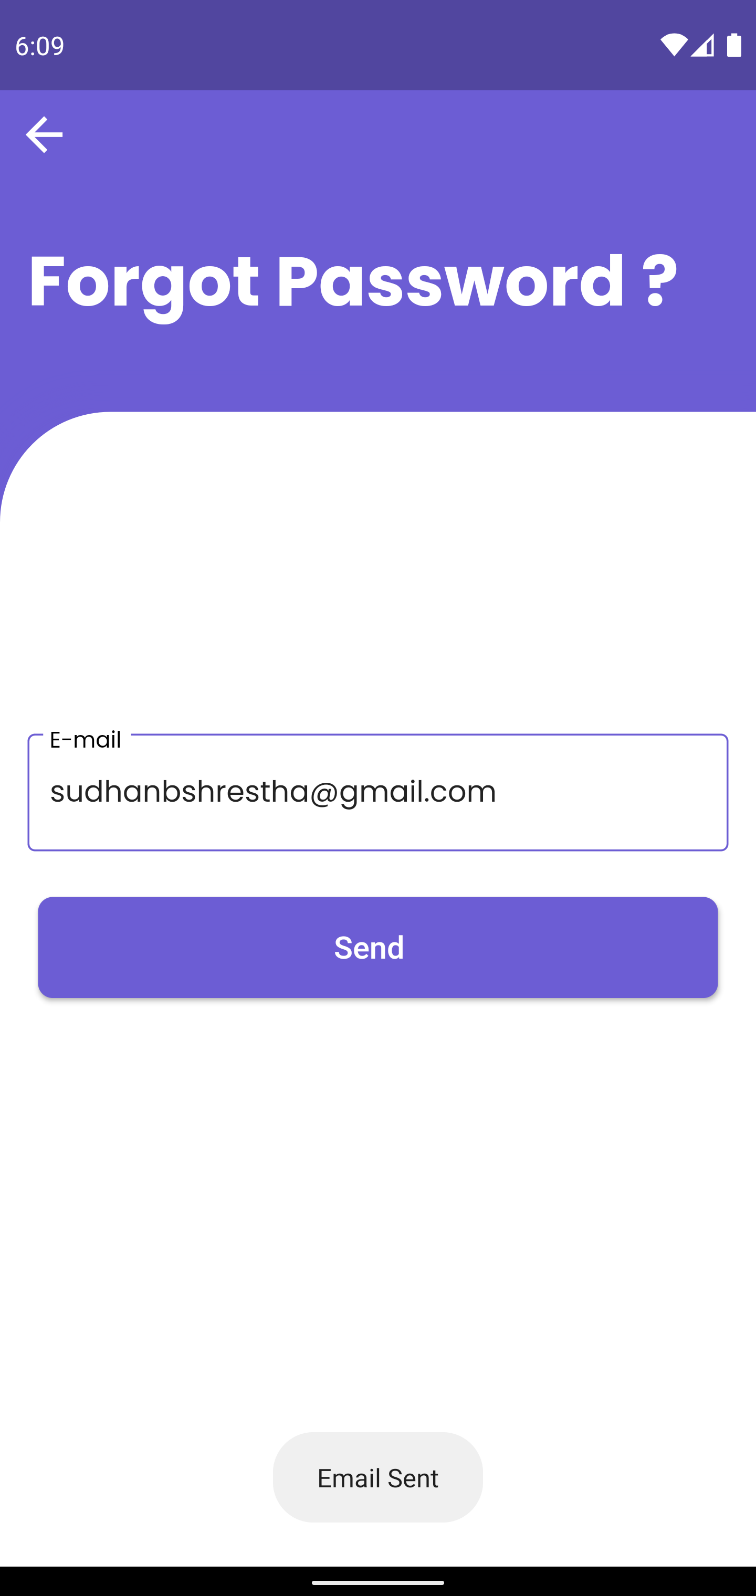 6:09
Forgot Password ?
E-mail
sudhanbshrestha@gmail.com
Send
Email Sent